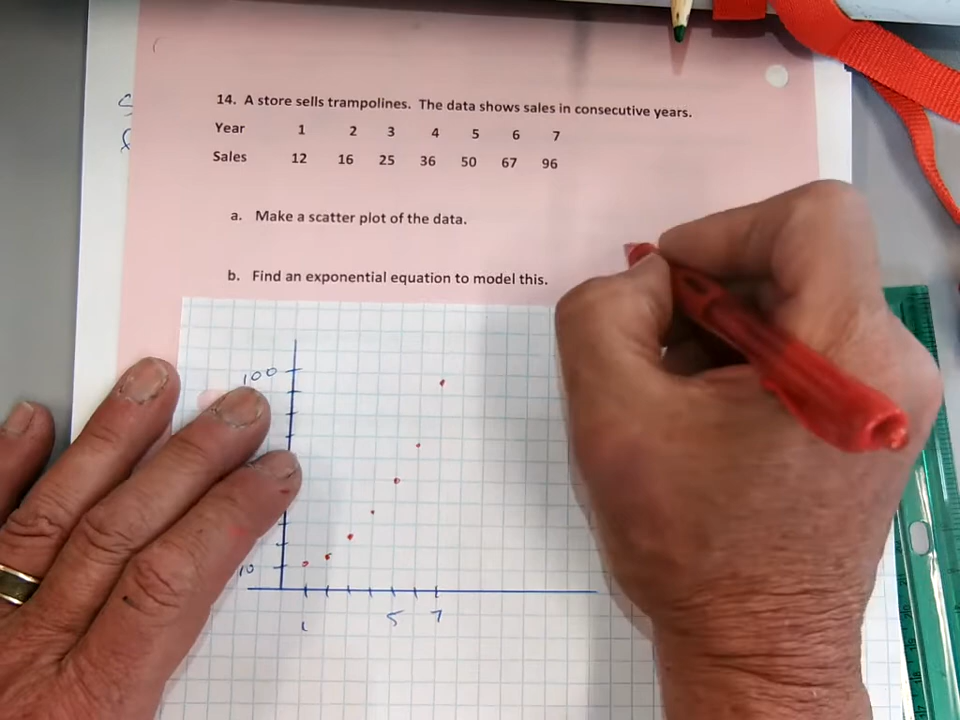 14. A store sells trampolines. The data shows sales in consecutive years.
Year 1 2 3 4 5 6 7
Sales 12 16 25 36 50 67 96
a. Make a scatter plot of the data.
b. Find an exponential equation to model this.
100
10
1 5 7